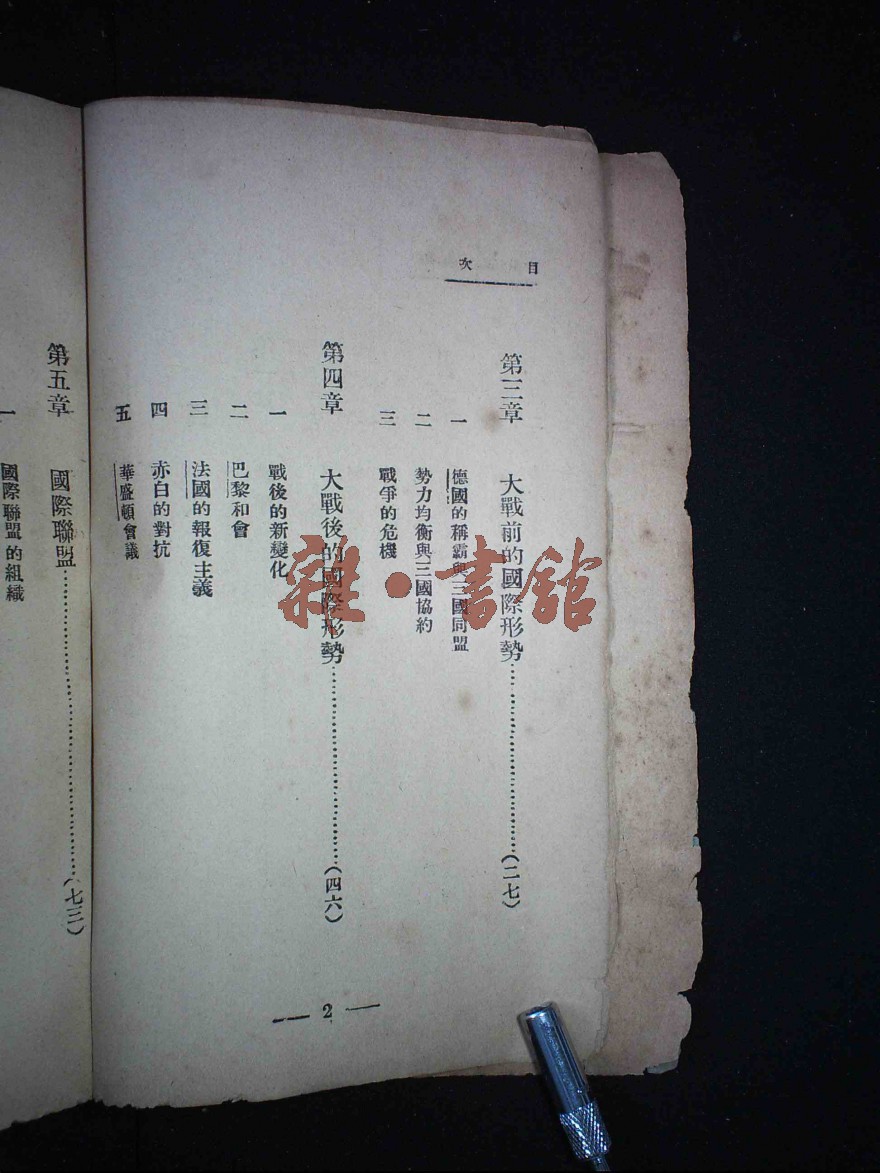 目次
第三章 大戰前的國際形勢……………………(二七)
一 德國的稱霸與三國同盟
二 勢力均衡與三國協約
三 戰爭的危機
第四章 大戰後的國際形勢……………………(四六)
一 戰後的新變化
二 巴黎和會
三 法國的報復主義
四 赤白的對抗
五 華盛頓會議
— 2 —
第五章 國際聯盟……………………(七三)
一 國際聯盟的組織
雜·書館